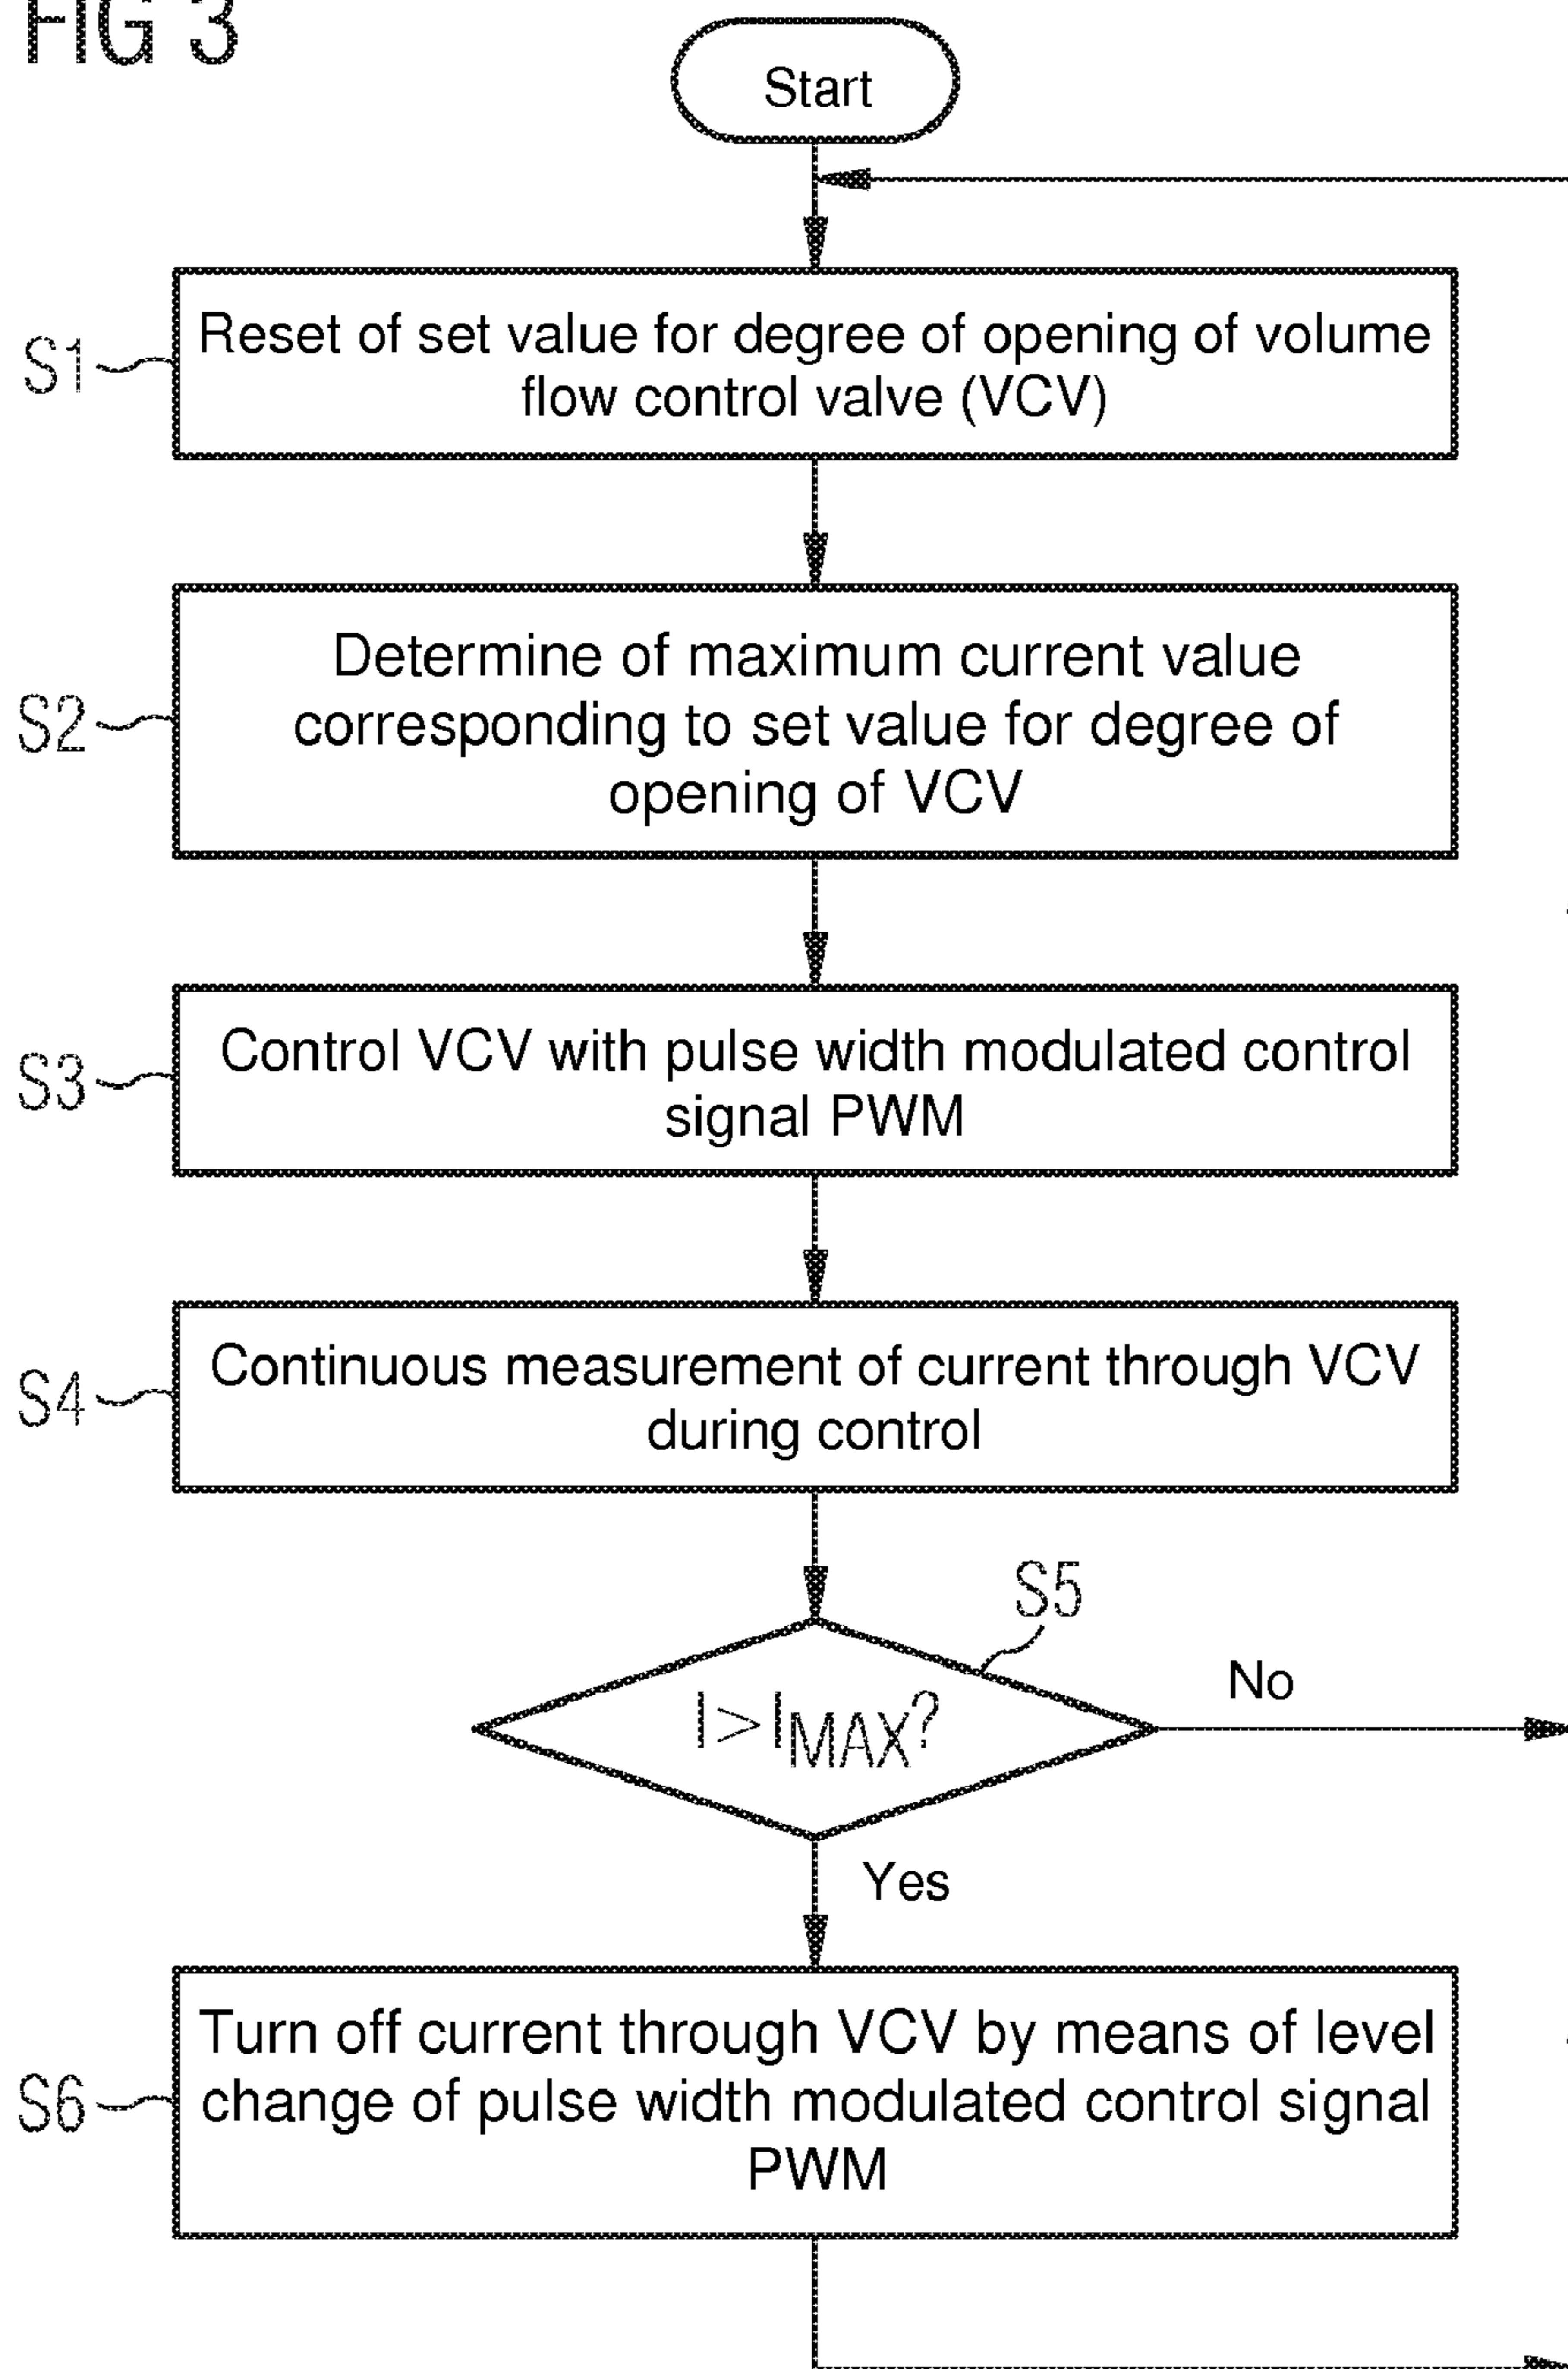 FIG 3
Start
S1
Reset of set value for degree of opening of volume
flow control valve (VCV)
S2
Determine of maximum current value
corresponding to set value for degree of
opening of VCV
S3
Control VCV with pulse width modulated control
signal PWM
S4
Continuous measurement of current through VCV
during control
S5
I>IMAX?
No
Yes
S6
Turn off current through VCV by means of level
change of pulse width modulated control signal
PWM